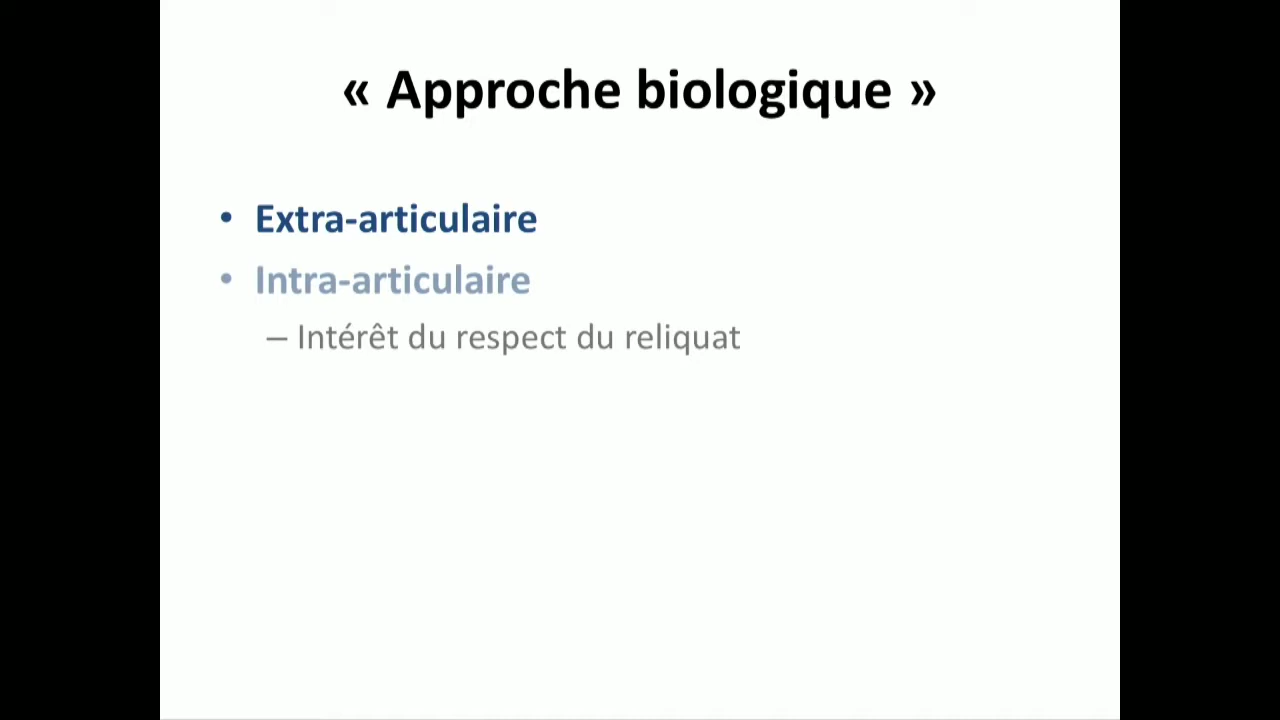 « Approche biologique »
• Extra-articulaire
• Intra-articulaire
– Intérêt du respect du reliquat